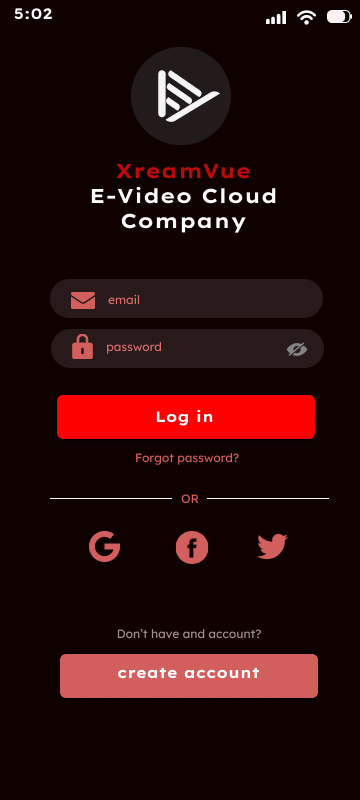 5:02
XreamVue
E-Video Cloud
Company
email
password
Log in
Forgot password?
OR
Don't have and account?
create account